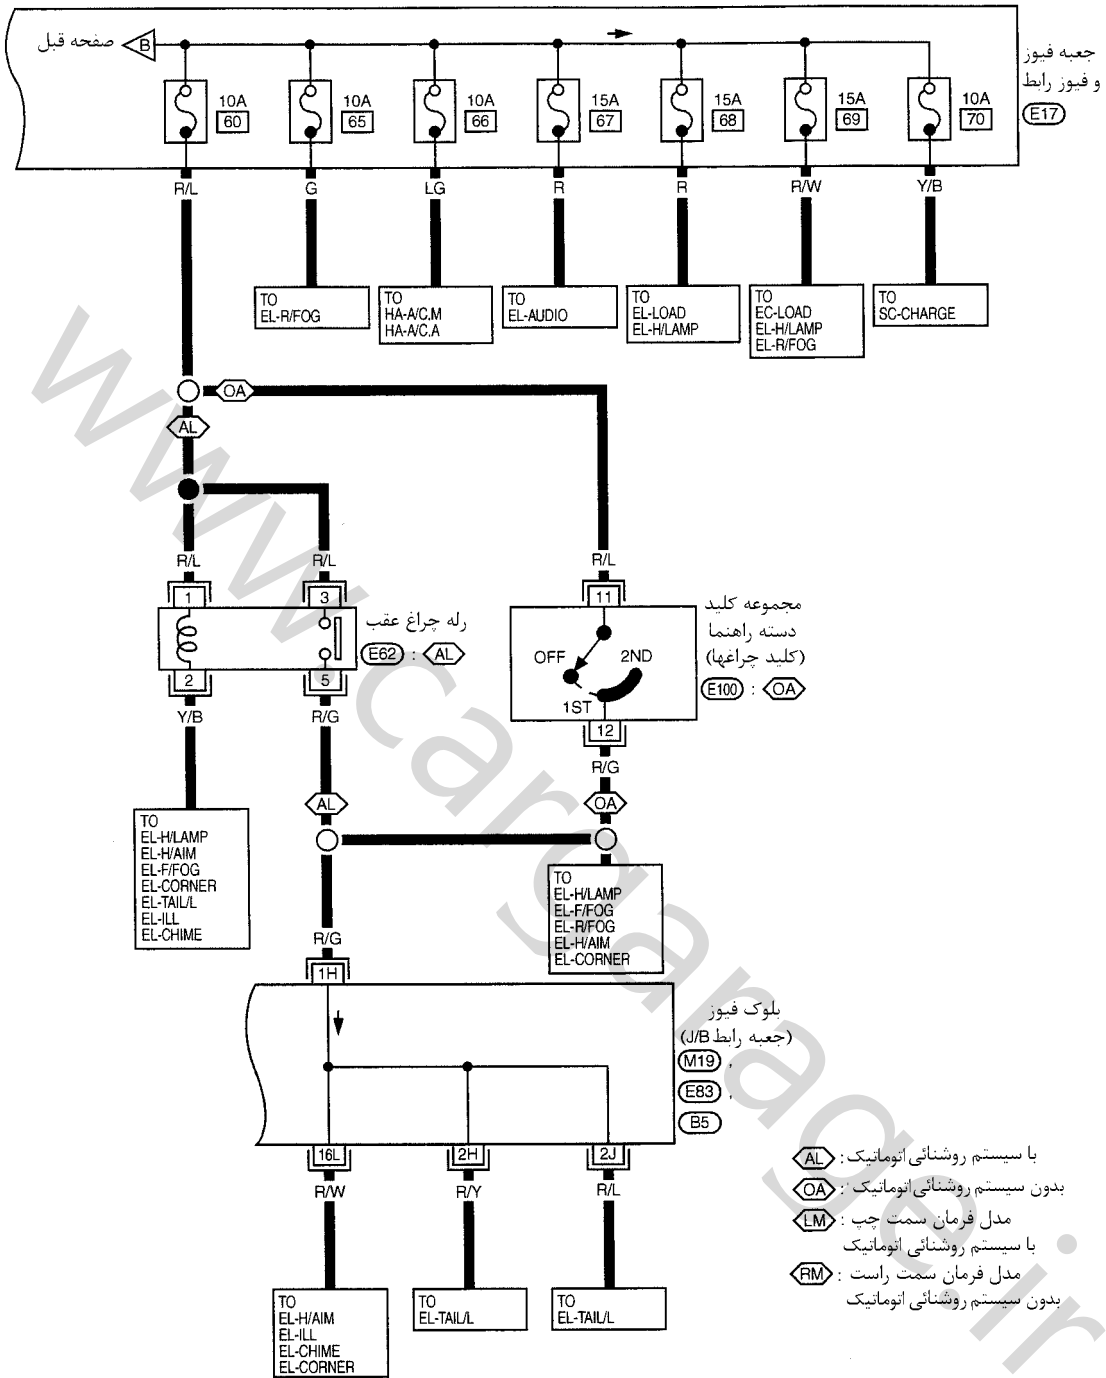 صفحه قبل
B
جعبه فیوز
و فیوز رابط
E17
10A
60
10A
65
10A
66
15A
67
15A
68
15A
69
10A
70
R/L
G
LG
R
R
R/W
Y/B
TO
EL-R/FOG
TO
HA-A/C.M
HA-A/C.A
TO
EL-AUDIO
TO
EL-LOAD
EL-H/LAMP
TO
EC-LOAD
EL-H/LAMP
EL-R/FOG
TO
SC-CHARGE
OA
AL
R/L
R/L
R/L
1
3
11
رله چراغ عقب
E62 : AL
2
5
Y/B
R/G
مجموعه کلید
دسته راهنما
(کلید چراغها)
E100 : OA
OFF
2ND
1ST
12
R/G
AL
OA
TO
EL-H/LAMP
EL-H/AIM
EL-F/FOG
EL-CORNER
EL-TAIL/L
EL-ILL
EL-CHIME
TO
EL-H/LAMP
EL-F/FOG
EL-R/FOG
EL-H/AIM
EL-CORNER
R/G
1H
بلوک فیوز
(جعبه رابط J/B)
M19 ,
E83 ,
B5
16L
2H
2J
R/W
R/Y
R/L
TO
EL-H/AIM
EL-ILL
EL-CHIME
EL-CORNER
TO
EL-TAIL/L
TO
EL-TAIL/L
AL : با سیستم روشنائی اتوماتیک
OA : بدون سیستم روشنائی اتوماتیک
LM : مدل فرمان سمت چپ
با سیستم روشنائی اتوماتیک
RM : مدل فرمان سمت راست
بدون سیستم روشنائی اتوماتیک
www.cargarage.ir